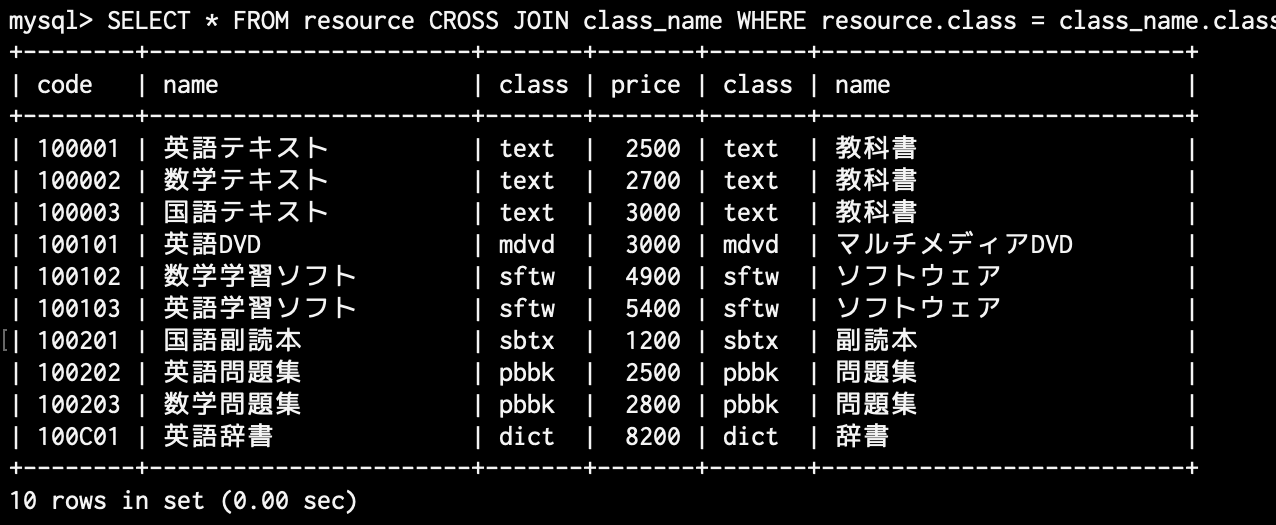 mysql> SELECT * FROM resource CROSS JOIN class_name WHERE resource.class = class_name.clas
+--------+------------------------+-------+-------+-------+---------------------------+
| code   | name                   | class | price | class | name                      |
+--------+------------------------+-------+-------+-------+---------------------------+
| 100001 | 英語テキスト | text | 2500 | text | 教科書 |
| 100002 | 数学テキスト | text | 2700 | text | 教科書 |
| 100003 | 国語テキスト | text | 3000 | text | 教科書 |
| 100101 | 英語DVD | mdvd | 3000 | mdvd | マルチメディアDVD |
| 100102 | 数学学習ソフト | sftw | 4900 | sftw | ソフトウェア |
| 100103 | 英語学習ソフト | sftw | 5400 | sftw | ソフトウェア |
[| 100201 | 国語副読本 | sbtx | 1200 | sbtx | 副読本 |
| 100202 | 英語問題集 | pbbk | 2500 | pbbk | 問題集 |
| 100203 | 数学問題集 | pbbk | 2800 | pbbk | 問題集 |
| 100C01 | 英語辞書 | dict | 8200 | dict | 辞書 |
+--------+------------------------+-------+-------+-------+---------------------------+
10 rows in set (0.00 sec)